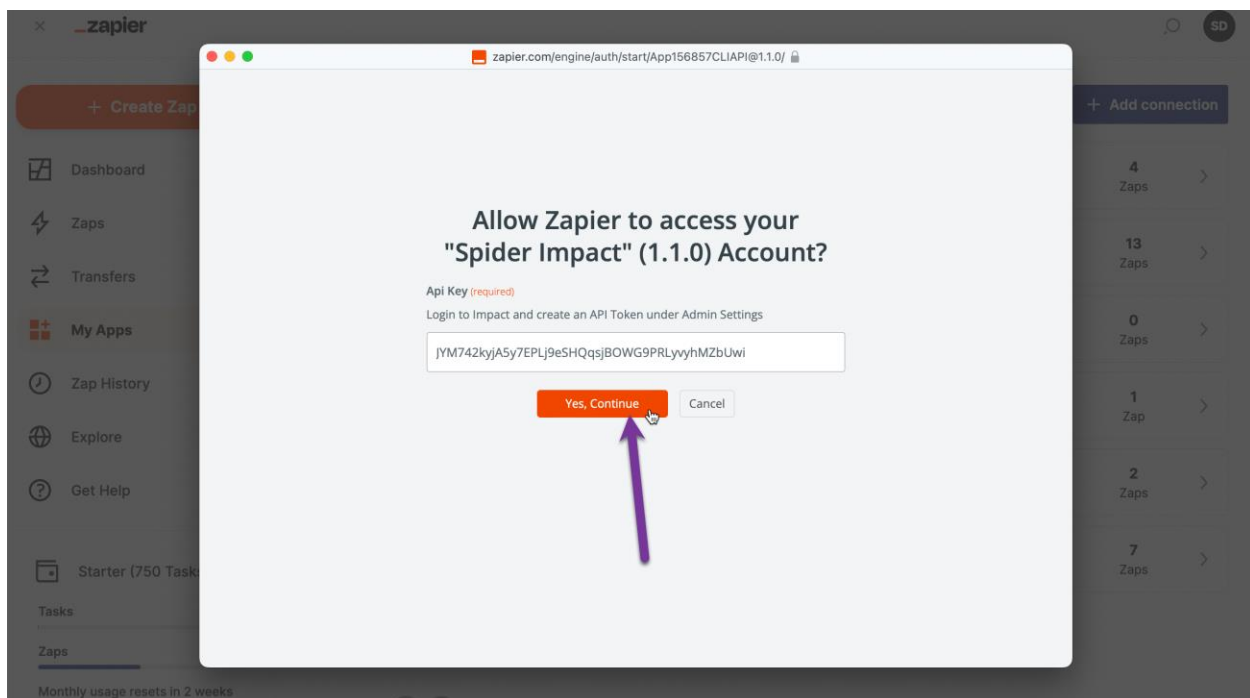 _zapier
SD
zapier.com/engine/auth/start/App156857CLIAPI@1.1.0/
+ Create Zap
+ Add connection
Dashboard
4
Zaps
Zaps
Allow Zapier to access your
"Spider Impact" (1.1.0) Account?
13
Zaps
Transfers
Api Key (required)
Login to Impact and create an API Token under Admin Settings
My Apps
0
Zaps
JYM742kyjA5y7EPLj9eSHQqsjBOWG9PRLyvyhMZbUwi
Zap History
Yes, Continue
Cancel
1
Zap
Explore
Get Help
2
Zaps
Starter (750 Tasks
7
Zaps
Tasks
Zaps
Monthly usage resets in 2 weeks